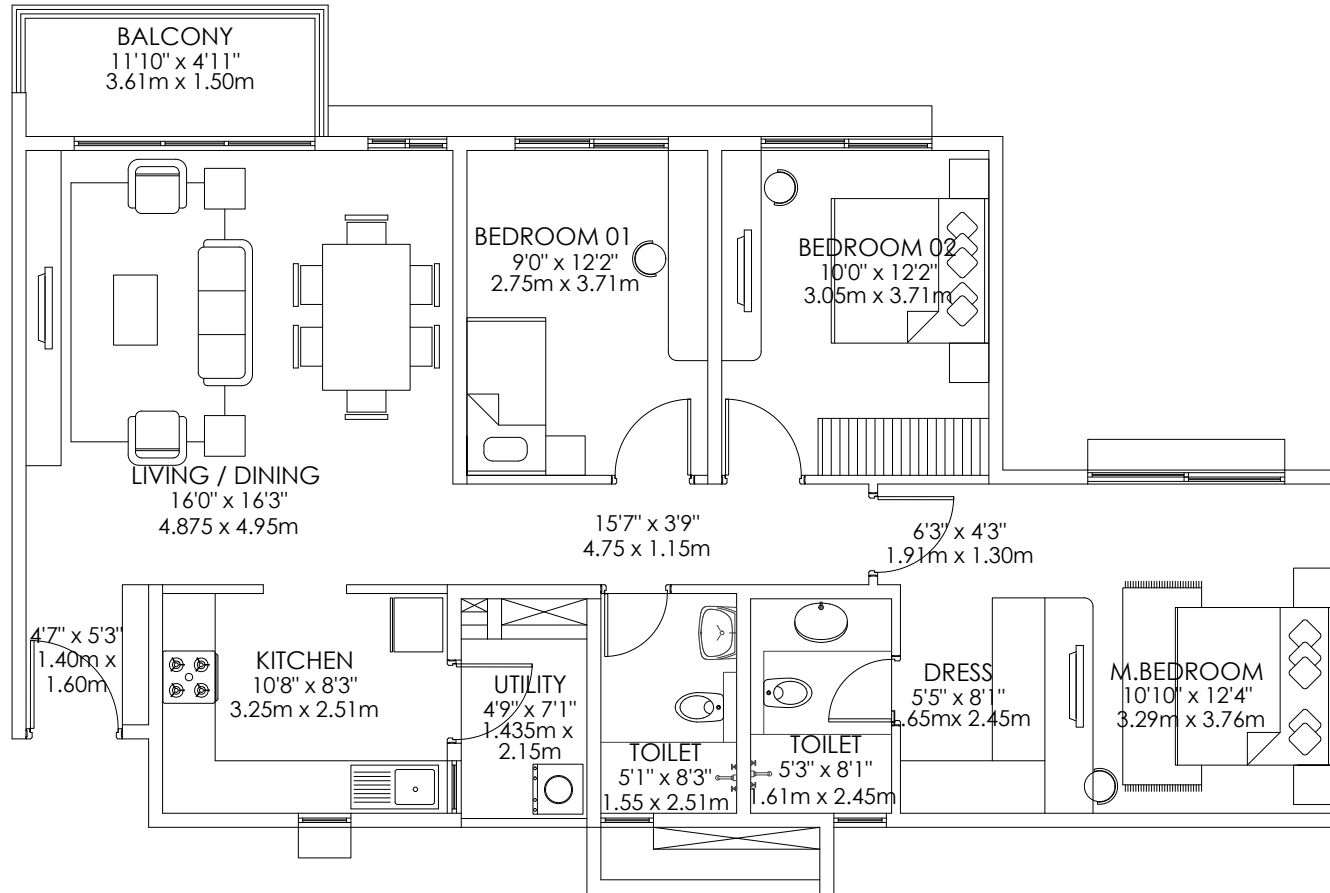 BALCONY
11'10" x 4'11"
3.61m x 1.50m
BEDROOM 01
9'0" x 12'2"
2.75m x 3.71m
BEDROOM 02
10'0" x 12'2"
3.05m x 3.71m
LIVING / DINING
16'0" x 16'3"
4.875 x 4.95m
15'7" x 3'9"
4.75 x 1.15m
6'3" x 4'3"
1.91m x 1.30m
4'7" x 5'3"
1.40m x
1.60m
KITCHEN
10'8" x 8'3"
3.25m x 2.51m
UTILITY
4'9" x 7'1"
1.435m x
2.15m
TOILET
5'1" x 8'3"
1.55 x 2.51m
TOILET
5'3" x 8'1"
1.61m x 2.45m
DRESS
5'5" x 8'1"
.65mx 2.45m
M.BEDROOM
10'10" x 12'4"
3.29m x 3.76m